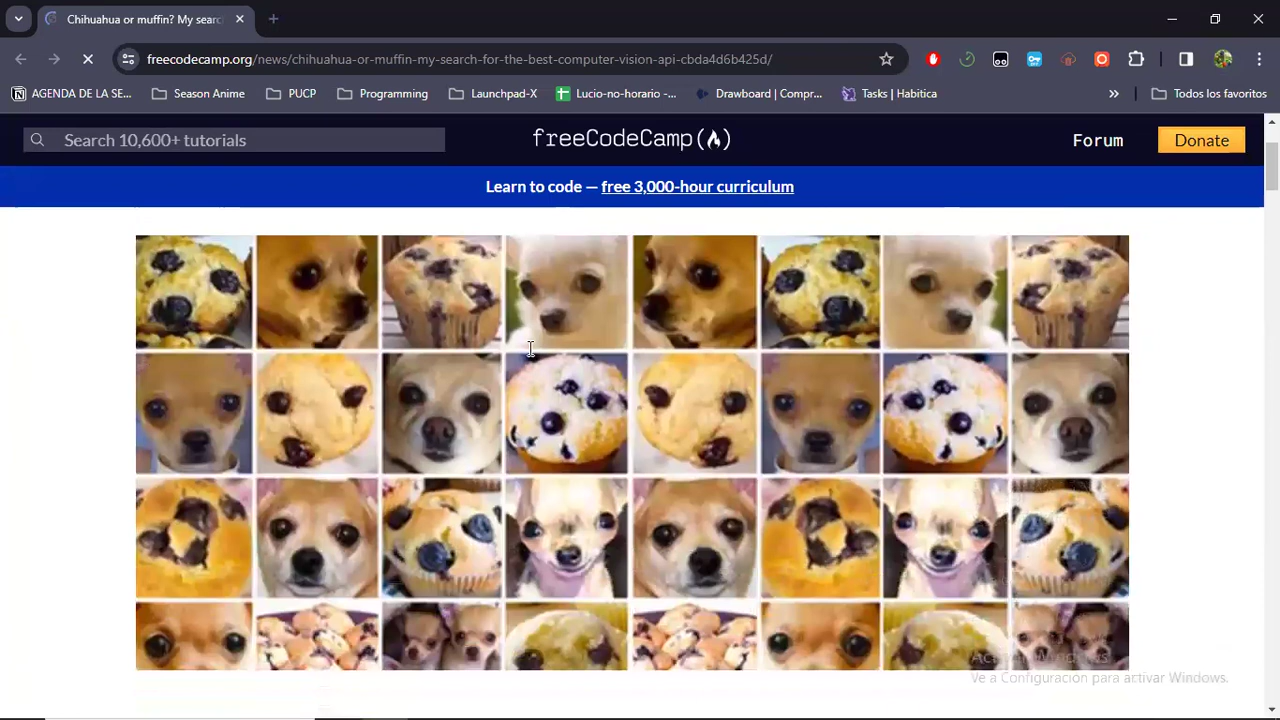 Chihuahua or muffin? My searc
freecodecamp.org/news/chihuahua-or-muffin-my-search-for-the-best-computer-vision-api-cbda4d6b425d/
AGENDA DE LA SE... Season Anime PUCP Programming Launchpad-X Lucio-no-horario -... Drawboard | Compr... Tasks | Habitica » Todos los favoritos
Search 10,600+ tutorials freeCodeCamp(🔥) Forum Donate
Learn to code — free 3,000-hour curriculum
Activar Windows
Ve a Configuración para activar Windows.